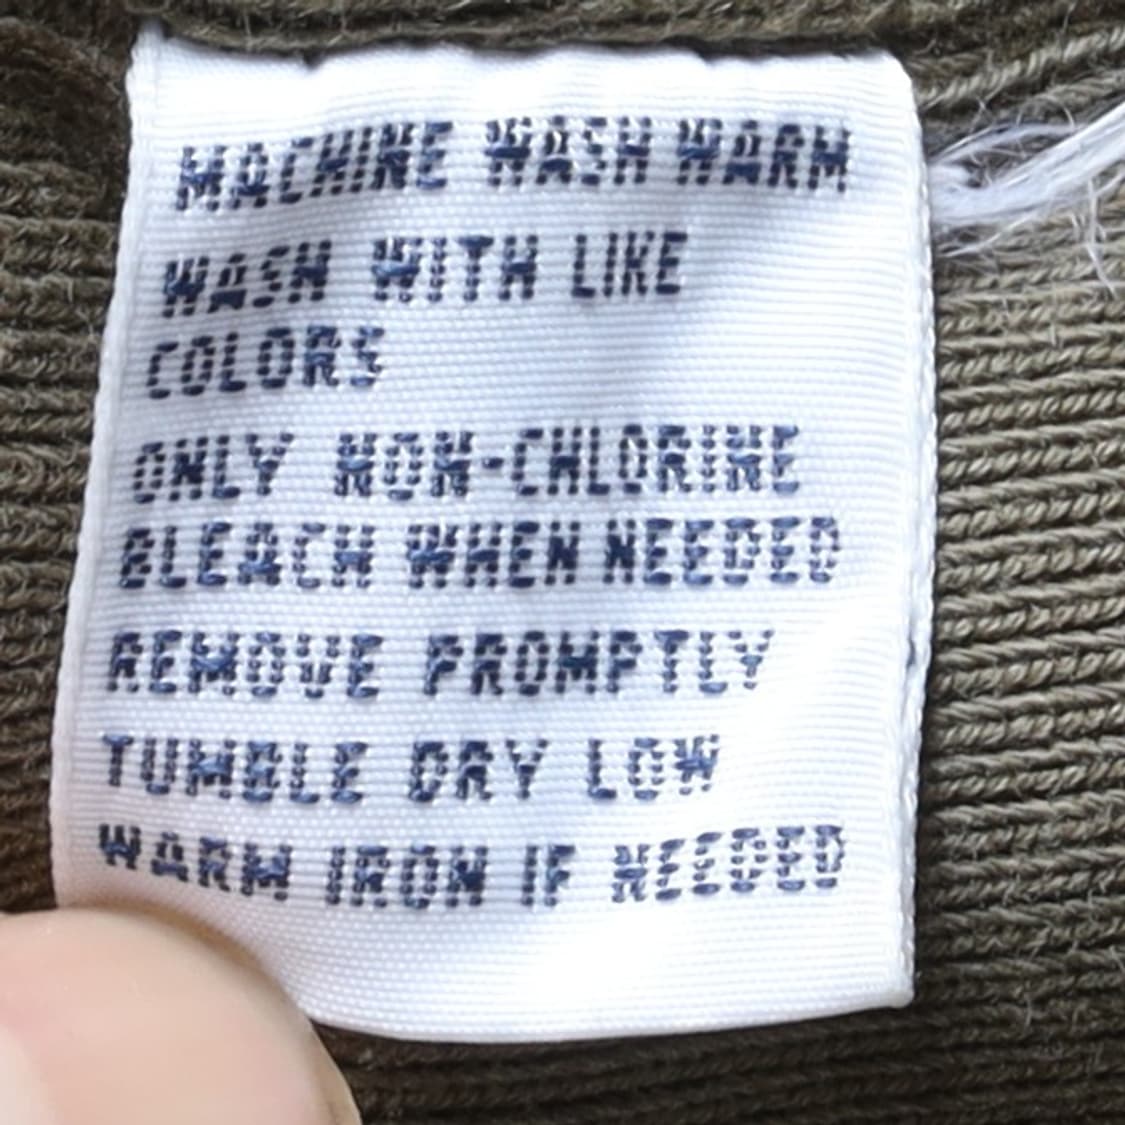 MACHINE WASH WARM
WASH WITH LIKE
COLORS
ONLY NON-CHLORINE
BLEACH WHEN NEEDED
REMOVE PROMPTLY
TUMBLE DRY LOW
WARM IRON IF NEEDED